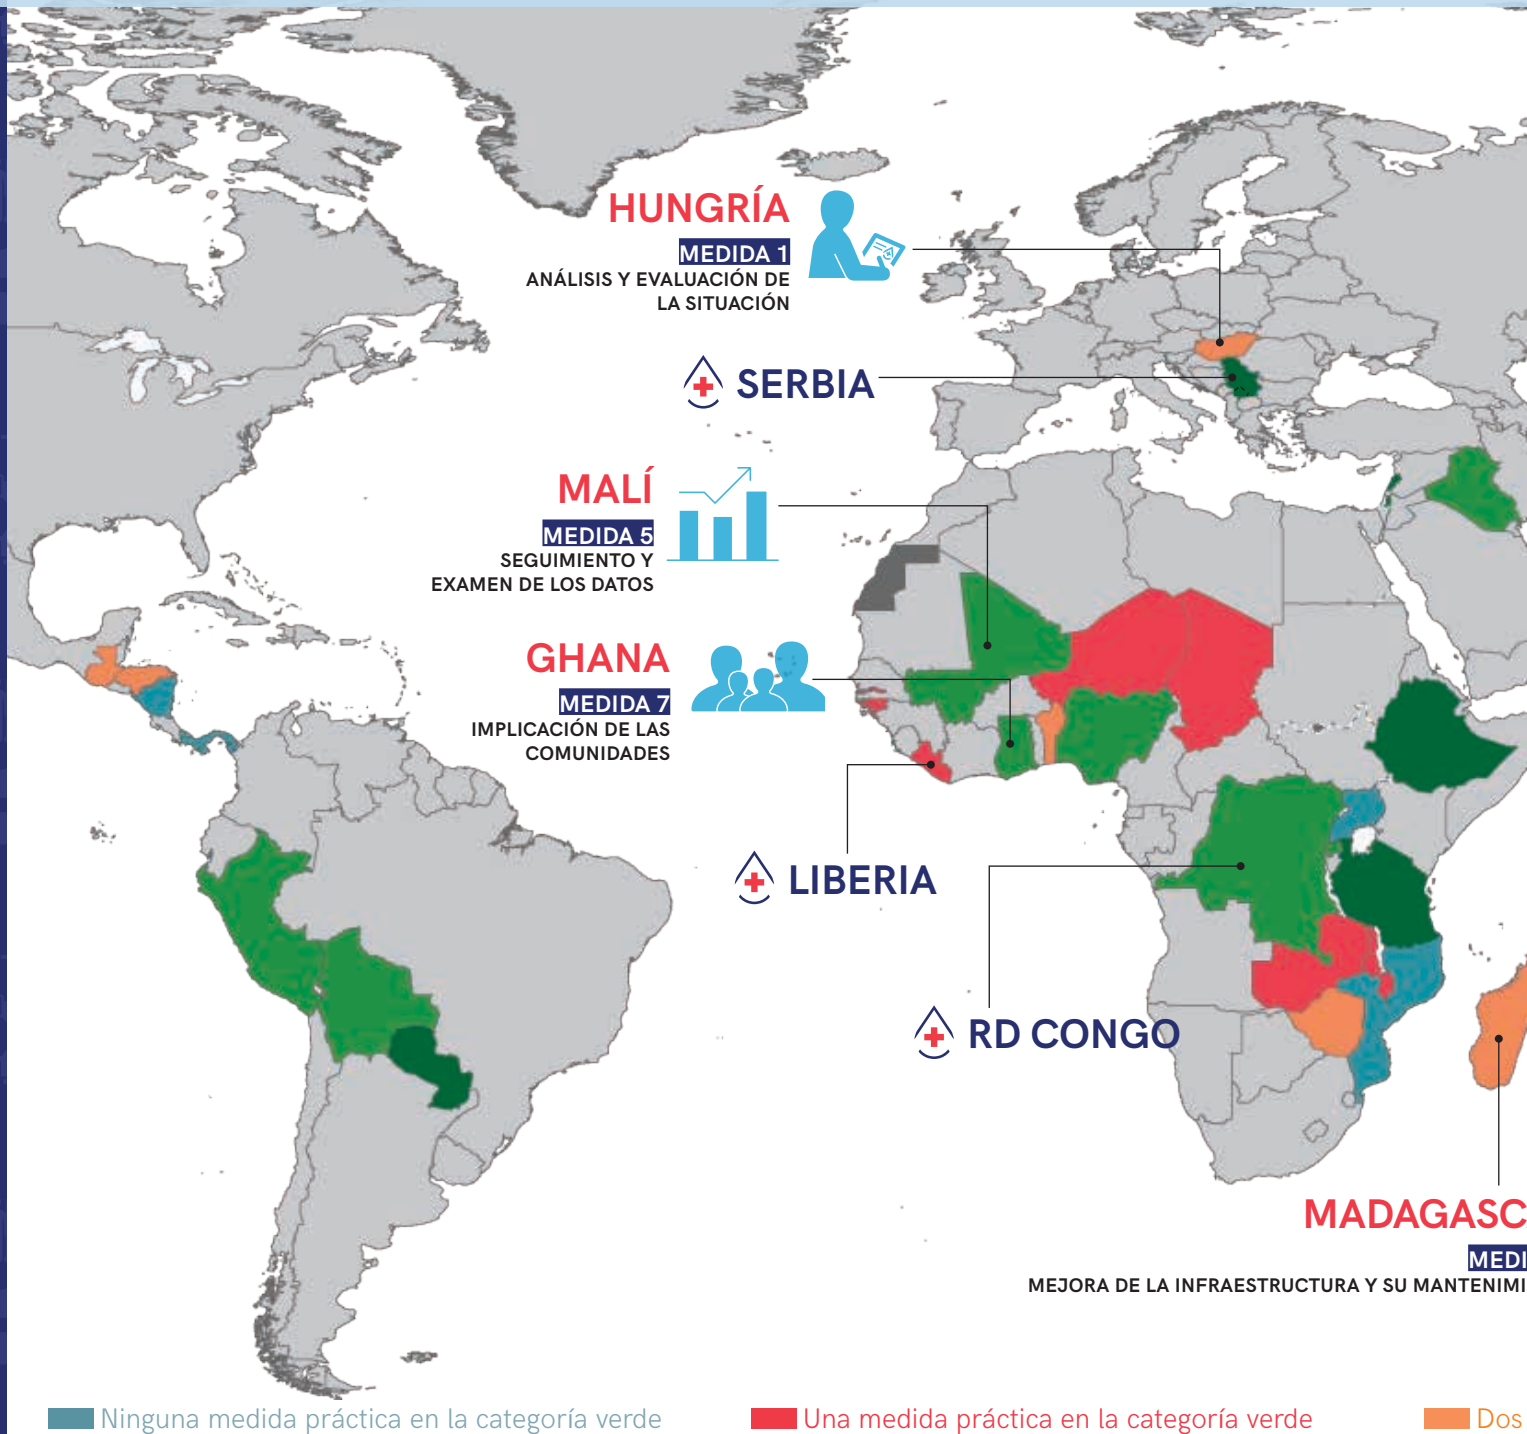 HUNGRÍA
MEDIDA 1
ANÁLISIS Y EVALUACIÓN DE
LA SITUACIÓN
SERBIA
MALÍ
MEDIDA 5
SEGUIMIENTO Y
EXAMEN DE LOS DATOS
GHANA
MEDIDA 7
IMPLICACIÓN DE LAS
COMUNIDADES
LIBERIA
RD CONGO
MADAGASC
MEDI
MEJORA DE LA INFRAESTRUCTURA Y SU MANTENIMI
Ninguna medida práctica en la categoría verde
Una medida práctica en la categoría verde
Dos